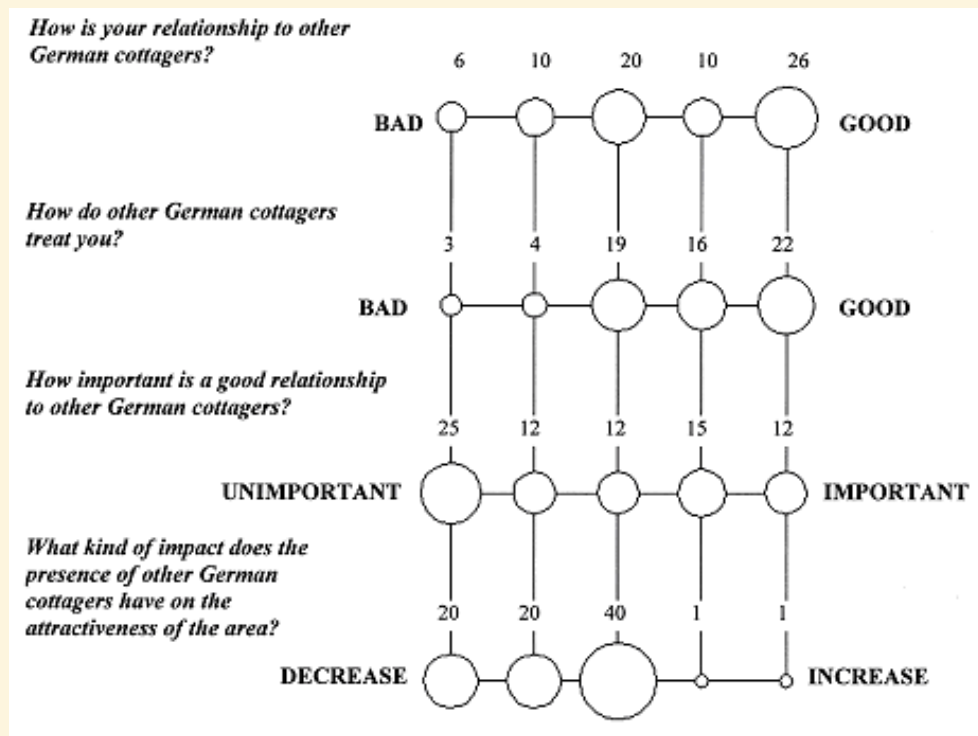 How is your relationship to other
German cottagers?
6 10 20 10 26
BAD GOOD
How do other German cottagers
treat you?
3 4 19 16 22
BAD GOOD
How important is a good relationship
to other German cottagers?
25 12 12 15 12
UNIMPORTANT IMPORTANT
What kind of impact does the
presence of other German
cottagers have on the
attractiveness of the area?
20 20 40 1 1
DECREASE INCREASE